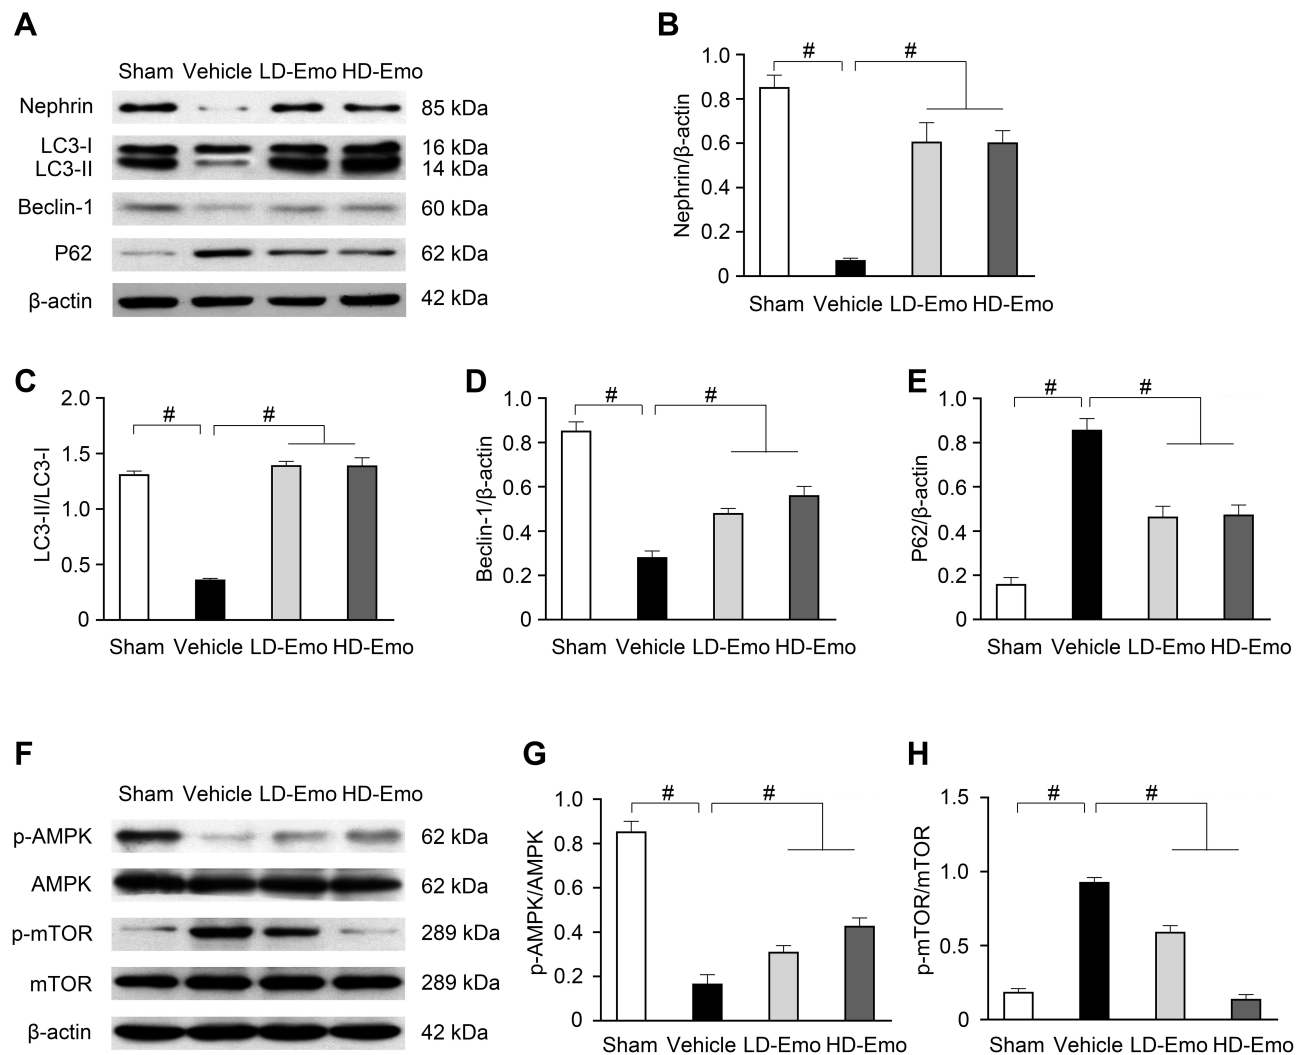 A
Sham Vehicle LD-Emo HD-Emo
Nephrin 85 kDa
LC3-I 16 kDa
LC3-II 14 kDa
Beclin-1 60 kDa
P62 62 kDa
β-actin 42 kDa
B
Nephrin/β-actin
# #
1.0
0.8
0.6
0.4
0.2
0
Sham Vehicle LD-Emo HD-Emo
C
LC3-II/LC3-I
# #
2.0
1.5
1.0
0.5
0
Sham Vehicle LD-Emo HD-Emo
D
Beclin-1/β-actin
# #
1.0
0.8
0.6
0.4
0.2
0
Sham Vehicle LD-Emo HD-Emo
E
P62/β-actin
# #
1.0
0.8
0.6
0.4
0.2
0
Sham Vehicle LD-Emo HD-Emo
F
Sham Vehicle LD-Emo HD-Emo
p-AMPK 62 kDa
AMPK 62 kDa
p-mTOR 289 kDa
mTOR 289 kDa
β-actin 42 kDa
G
p-AMPK/AMPK
# #
1.0
0.8
0.6
0.4
0.2
0
Sham Vehicle LD-Emo HD-Emo
H
p-mTOR/mTOR
# #
1.5
1.0
0.5
0
Sham Vehicle LD-Emo HD-Emo